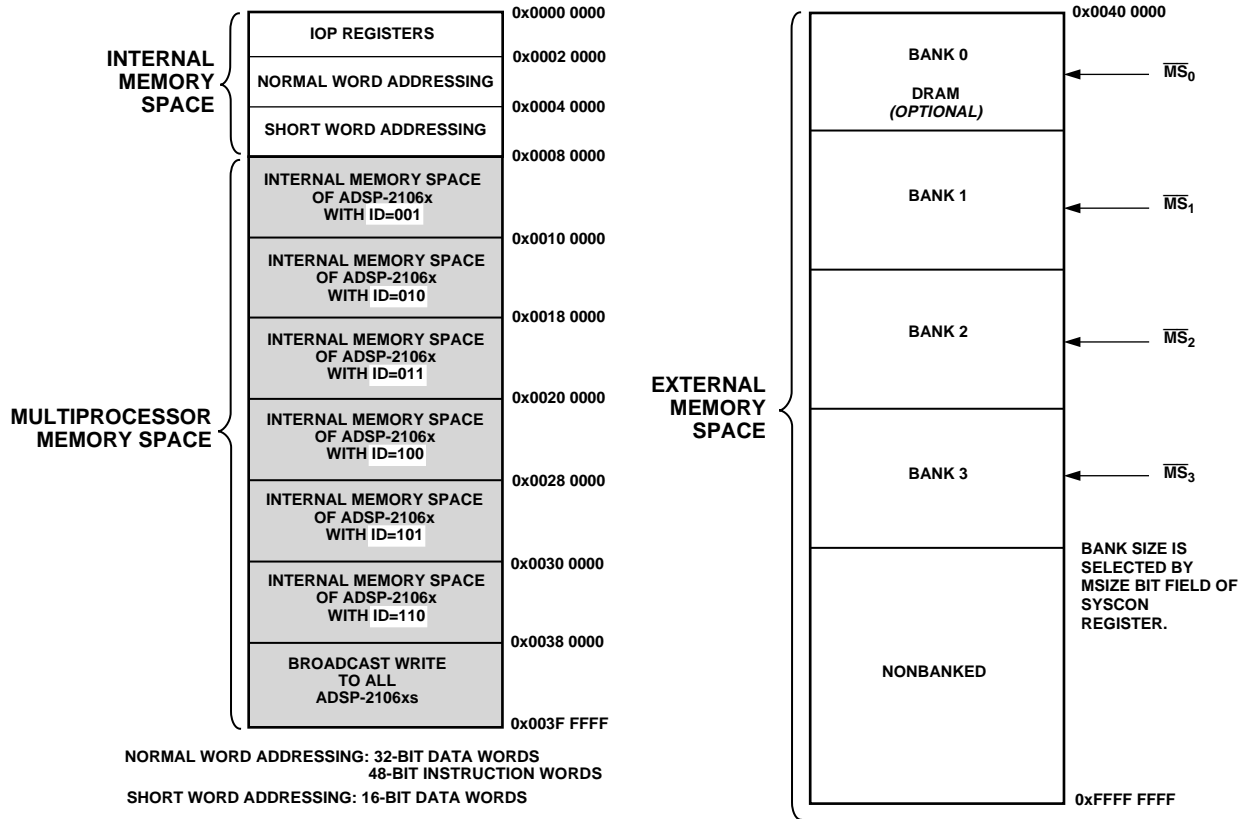 INTERNAL
MEMORY
SPACE
0x0000 0000
IOP REGISTERS
0x0002 0000
NORMAL WORD ADDRESSING
0x0004 0000
SHORT WORD ADDRESSING
0x0008 0000
MULTIPROCESSOR
MEMORY SPACE
INTERNAL MEMORY SPACE
OF ADSP-2106x
WITH ID=001
0x0010 0000
INTERNAL MEMORY SPACE
OF ADSP-2106x
WITH ID=010
0x0018 0000
INTERNAL MEMORY SPACE
OF ADSP-2106x
WITH ID=011
0x0020 0000
INTERNAL MEMORY SPACE
OF ADSP-2106x
WITH ID=100
0x0028 0000
INTERNAL MEMORY SPACE
OF ADSP-2106x
WITH ID=101
0x0030 0000
INTERNAL MEMORY SPACE
OF ADSP-2106x
WITH ID=110
0x0038 0000
BROADCAST WRITE
TO ALL
ADSP-2106xs
0x003F FFFF
NORMAL WORD ADDRESSING: 32-BIT DATA WORDS
48-BIT INSTRUCTION WORDS
SHORT WORD ADDRESSING: 16-BIT DATA WORDS
EXTERNAL
MEMORY
SPACE
0x0040 0000
BANK 0
DRAM
(OPTIONAL)
M̅S̅₀
BANK 1
M̅S̅₁
BANK 2
M̅S̅₂
BANK 3
M̅S̅₃
BANK SIZE IS
SELECTED BY
MSIZE BIT FIELD OF
SYSCON
REGISTER.
NONBANKED
0xFFFF FFFF